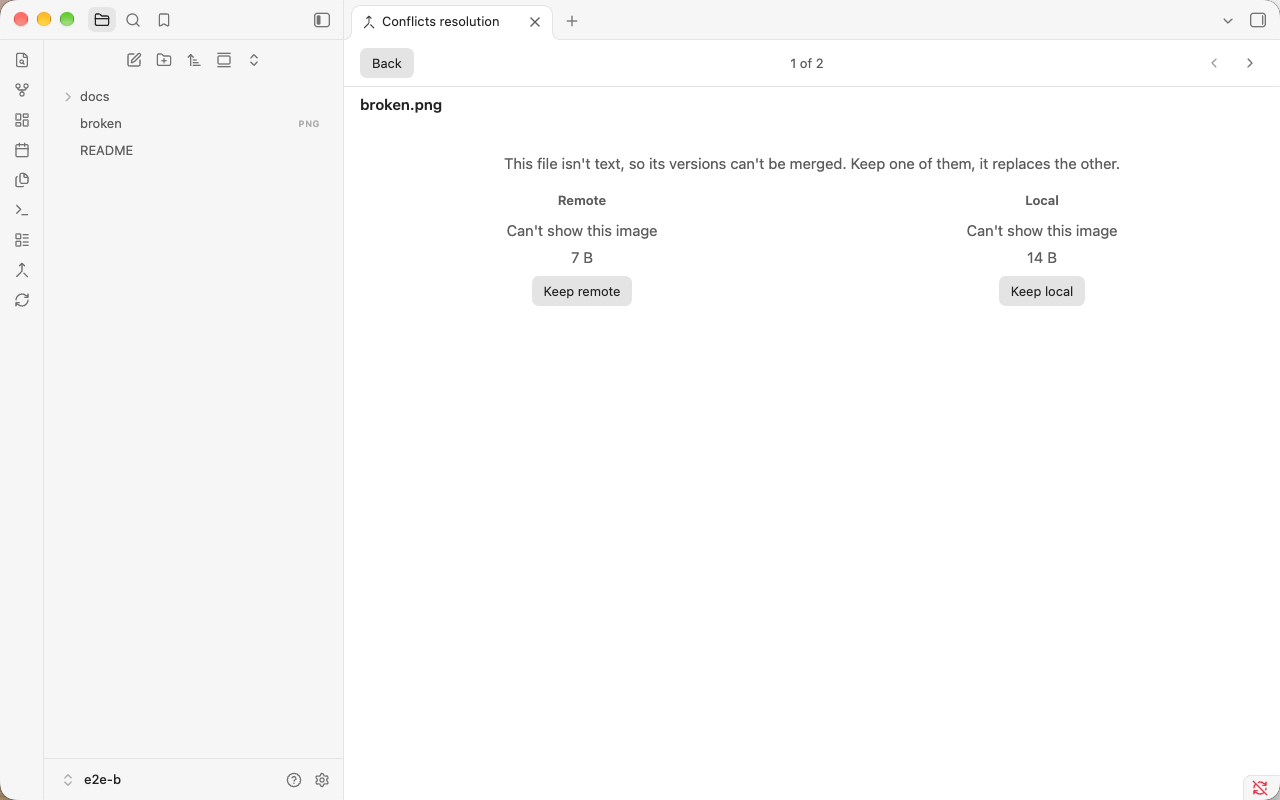 Conflicts resolution
Back
1 of 2
docs
broken
PNG
README
broken.png
This file isn't text, so its versions can't be merged. Keep one of them, it replaces the other.
Remote
Local
Can't show this image
Can't show this image
7 B
14 B
Keep remote
Keep local
e2e-b